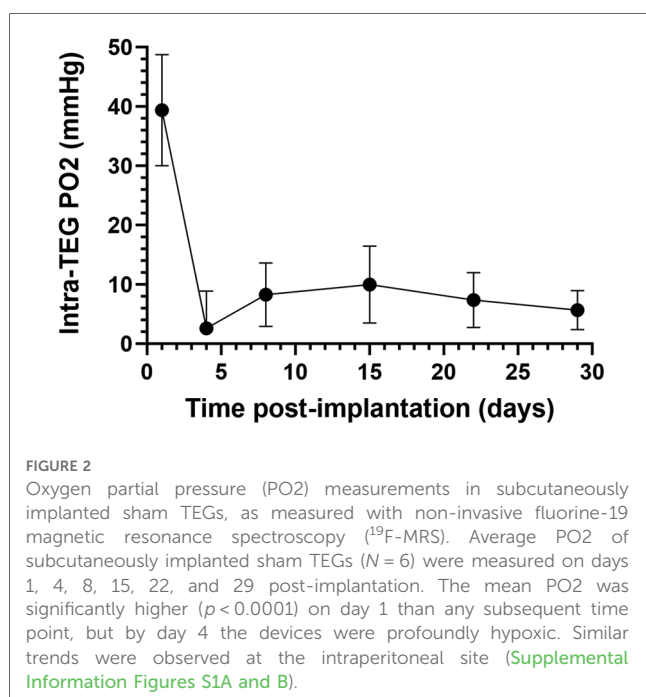 50
40
30
20
10
0
Intra-TEG PO2 (mmHg)
0 5 10 15 20 25 30
Time post-implantation (days)
FIGURE 2
Oxygen partial pressure (PO2) measurements in subcutaneously
implanted sham TEGs, as measured with non-invasive fluorine-19
magnetic resonance spectroscopy (¹⁹F-MRS). Average PO2 of
subcutaneously implanted sham TEGs (N = 6) were measured on days
1, 4, 8, 15, 22, and 29 post-implantation. The mean PO2 was
significantly higher (p < 0.0001) on day 1 than any subsequent time
point, but by day 4 the devices were profoundly hypoxic. Similar
trends were observed at the intraperitoneal site (Supplemental
Information Figures S1A and B).